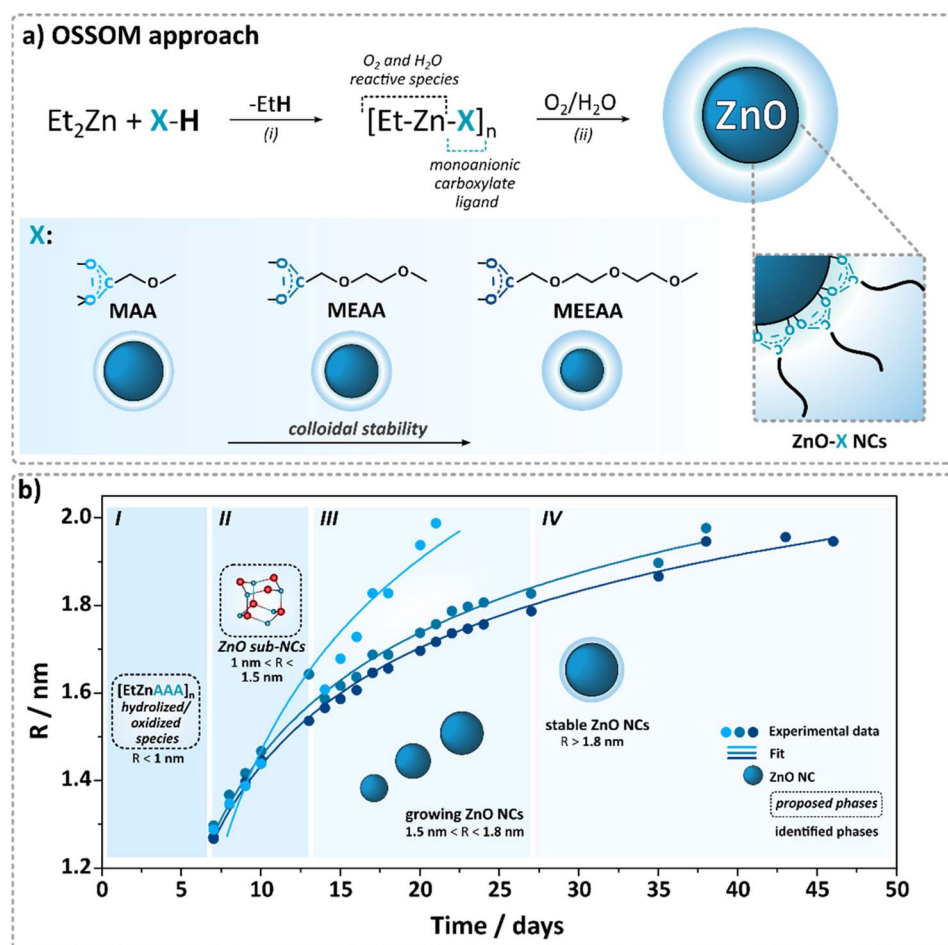 a) OSSOM approach
Et₂Zn + X-H
-EtH
(i)
O₂ and H₂O
reactive species
[Et-Zn-X]ₙ
monoanionic
carboxylate
ligand
O₂/H₂O
(ii)
ZnO
X:
O
C
O
O
MAA
O
C
O
O
O
MEAA
O
C
O
O
O
O
MEEAA
colloidal stability
ZnO-X NCs
b)
I
II
III
IV
[EtZnAAA]ₙ
hydrolized/
oxidized
species
R < 1 nm
ZnO sub-NCs
1 nm < R <
1.5 nm
growing ZnO NCs
1.5 nm < R < 1.8 nm
stable ZnO NCs
R > 1.8 nm
Experimental data
Fit
ZnO NC
proposed phases
identified phases
R / nm
2.0
1.8
1.6
1.4
1.2
0 5 10 15 20 25 30 35 40 45 50
Time / days